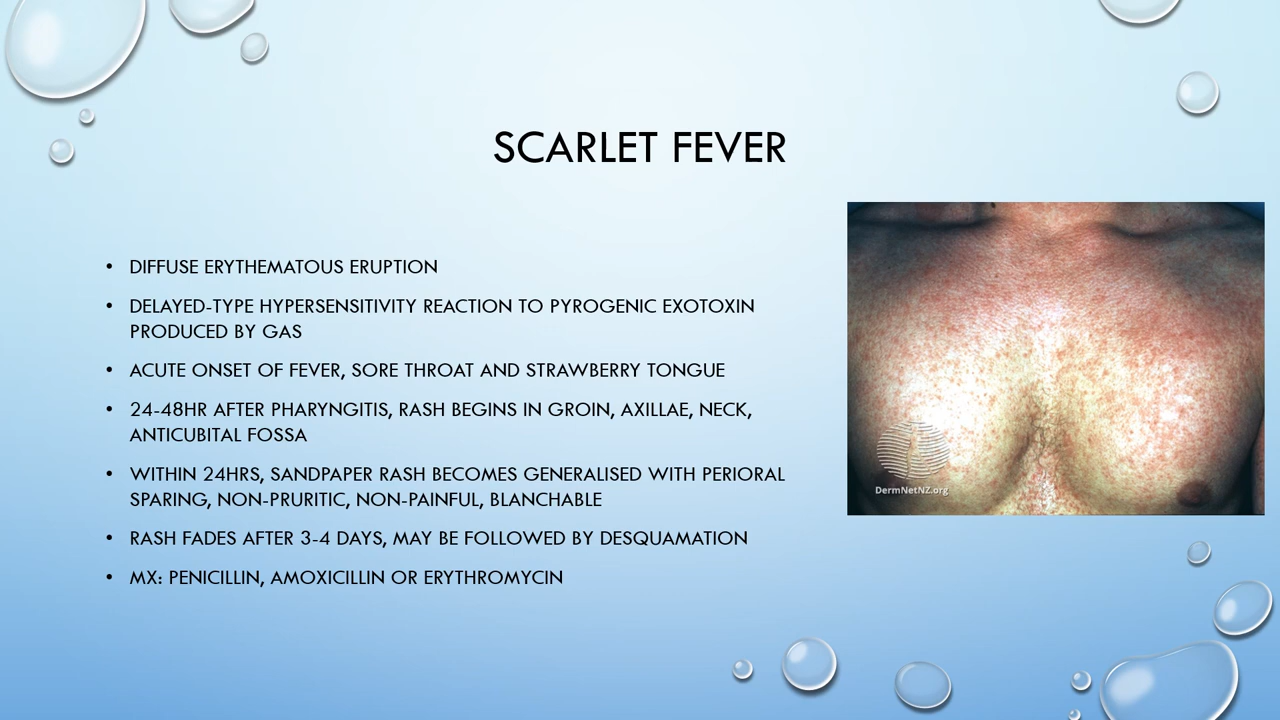 SCARLET FEVER
• DIFFUSE ERYTHEMATOUS ERUPTION
• DELAYED-TYPE HYPERSENSITIVITY REACTION TO PYROGENIC EXOTOXIN
PRODUCED BY GAS
• ACUTE ONSET OF FEVER, SORE THROAT AND STRAWBERRY TONGUE
• 24-48HR AFTER PHARYNGITIS, RASH BEGINS IN GROIN, AXILLAE, NECK,
ANTICUBITAL FOSSA
• WITHIN 24HRS, SANDPAPER RASH BECOMES GENERALISED WITH PERIORAL
SPARING, NON-PRURITIC, NON-PAINFUL, BLANCHABLE
• RASH FADES AFTER 3-4 DAYS, MAY BE FOLLOWED BY DESQUAMATION
• MX: PENICILLIN, AMOXICILLIN OR ERYTHROMYCIN
DermNetNZ.org